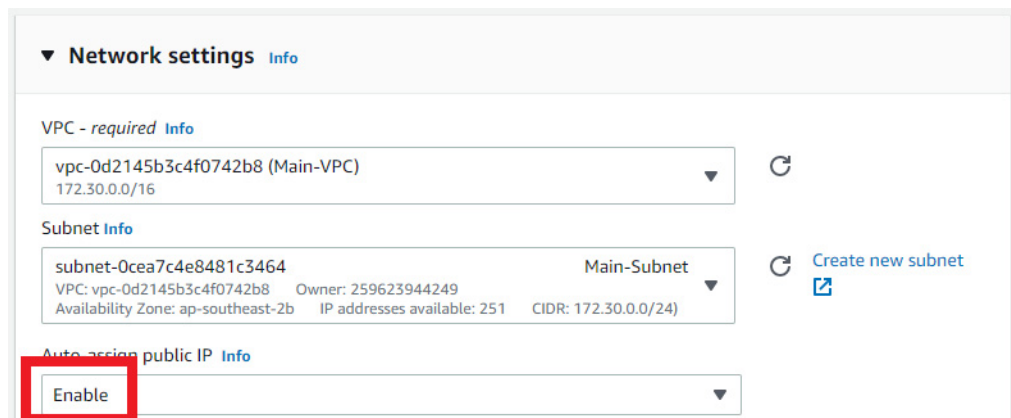 Network settings Info
VPC - required Info
vpc-0d2145b3c4f0742b8 (Main-VPC)
172.30.0.0/16
Subnet Info
subnet-0cea7c4e8481c3464 Main-Subnet
VPC: vpc-0d2145b3c4f0742b8 Owner: 259623944249
Availability Zone: ap-southeast-2b IP addresses available: 251 CIDR: 172.30.0.0/24)
Create new subnet
Auto-assign public IP Info
Enable